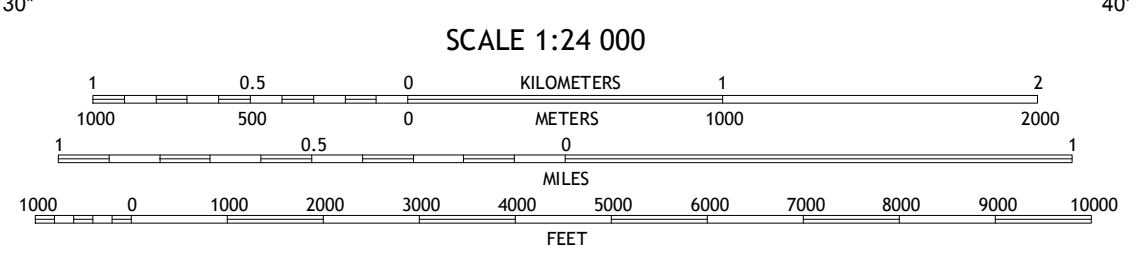 30" 40'
SCALE 1:24 000
1 0.5 0 KILOMETERS 1 2
1000 500 0 METERS 1000 2000
1 0.5 0 1
MILES
1000 0 1000 2000 3000 4000 5000 6000 7000 8000 9000 10000
FEET